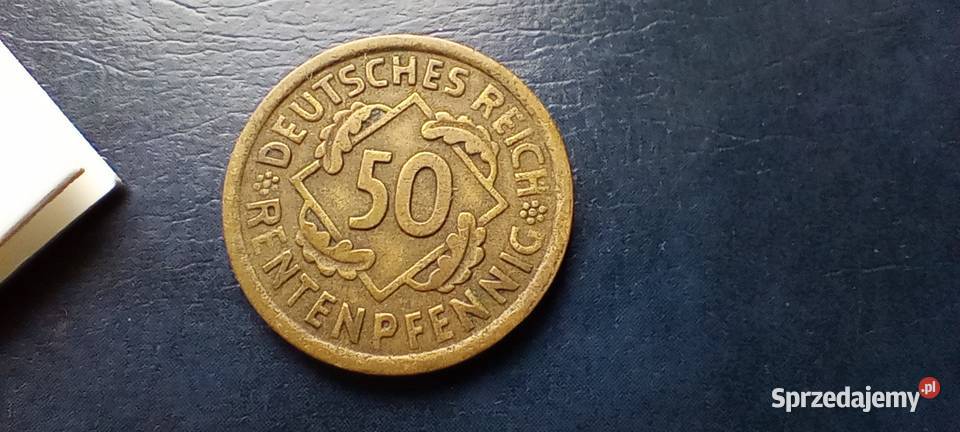 DEUTSCHES REICH
50
RENTENPFENNIG
Sprzedajemy.pl